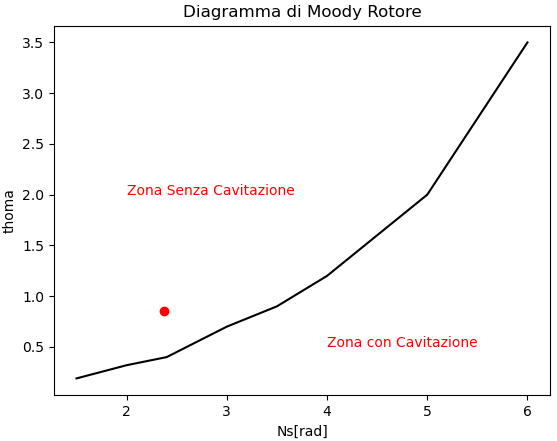 Diagramma di Moody Rotore
3.5
3.0
2.5
2.0
1.5
1.0
0.5
thoma
Zona Senza Cavitazione
Zona con Cavitazione
2 3 4 5 6
Ns[rad]